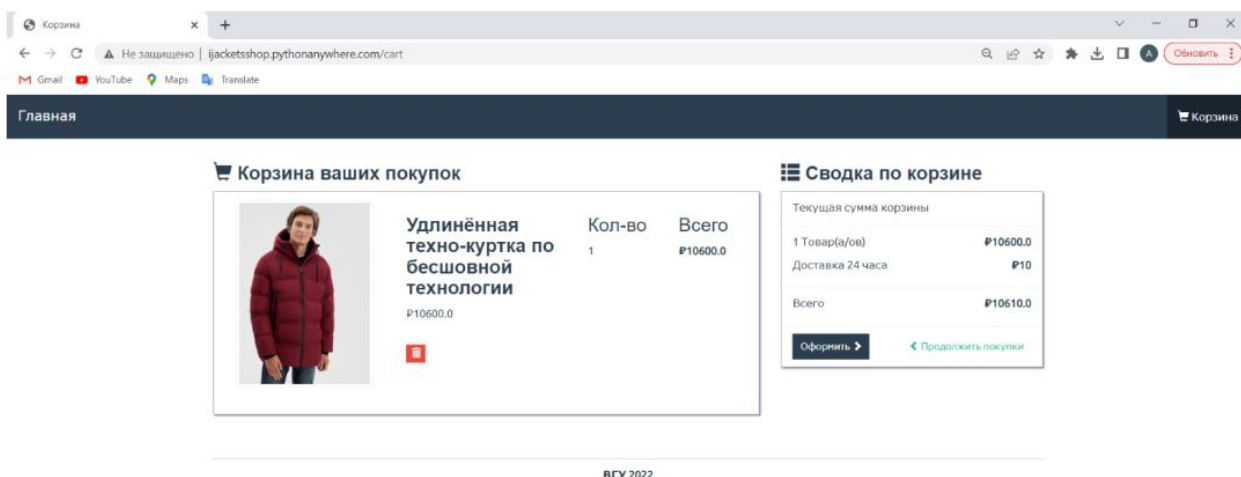 Корзина
Не защищено | ijacketsshop.pythonanywhere.com/cart
Обновить
A
Gmail YouTube Maps Translate
Главная
Корзина
Корзина ваших покупок
Удлинённая
техно-куртка по
бесшовной
технологии
₽10600.0
Кол-во
1
Всего
₽10600.0
Сводка по корзине
Текущая сумма корзины
1 Товар(а/ов) ₽10600.0
Доставка 24 часа ₽10
Всего ₽10610.0
Оформить
Продолжить покупки
ВГУ 2022